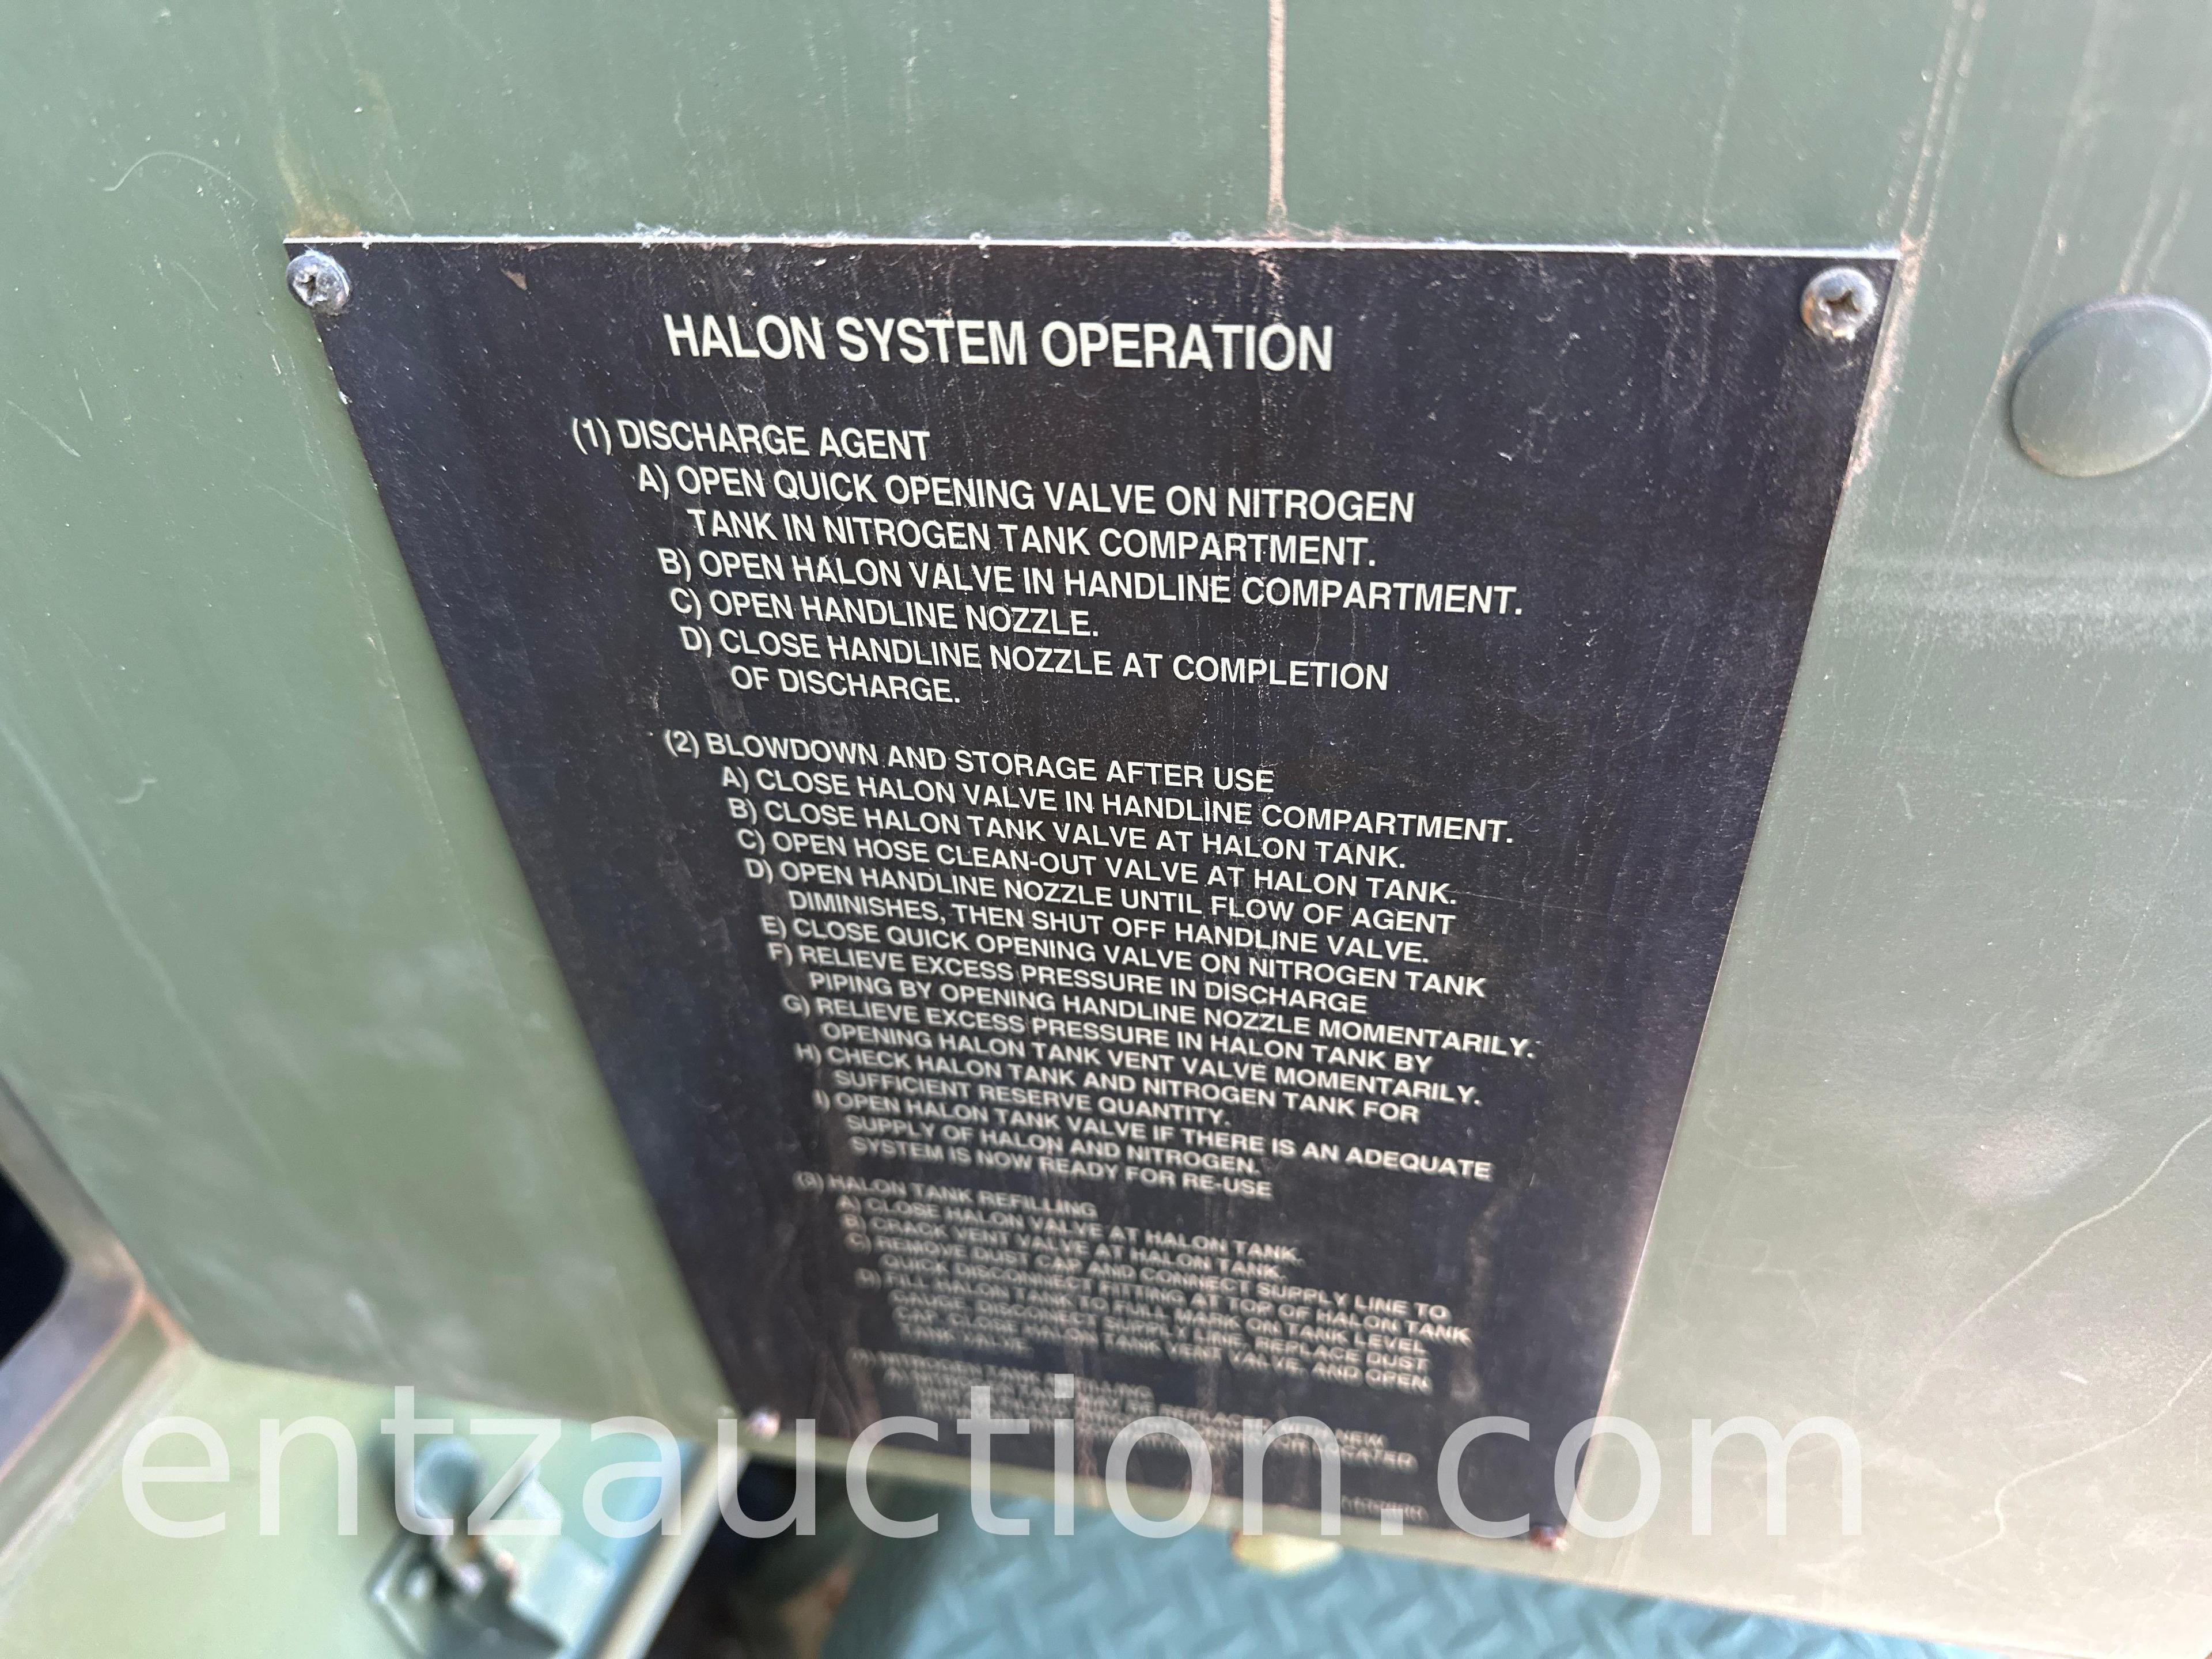 HALON SYSTEM OPERATION
(1) DISCHARGE AGENT
A) OPEN QUICK OPENING VALVE ON NITROGEN
TANK IN NITROGEN TANK COMPARTMENT.
B) OPEN HALON VALVE IN HANDLINE COMPARTMENT.
C) OPEN HANDLINE NOZZLE.
D) CLOSE HANDLINE NOZZLE AT COMPLETION
OF DISCHARGE.
(2) BLOWDOWN AND STORAGE AFTER USE
A) CLOSE HALON VALVE IN HANDLINE COMPARTMENT.
B) CLOSE HALON TANK VALVE AT HALON TANK.
C) OPEN HOSE CLEAN-OUT VALVE AT HALON TANK.
D) OPEN HANDLINE NOZZLE UNTIL FLOW OF AGENT
DIMINISHES, THEN SHUT OFF HANDLINE VALVE.
E) CLOSE QUICK OPENING VALVE ON NITROGEN TANK
F) RELIEVE EXCESS PRESSURE IN DISCHARGE
PIPING BY OPENING HANDLINE NOZZLE MOMENTARILY.
G) RELIEVE EXCESS PRESSURE IN HALON TANK BY
OPENING HALON TANK VENT VALVE MOMENTARILY.
H) CHECK HALON TANK AND NITROGEN TANK FOR
SUFFICIENT RESERVE QUANTITY.
I) OPEN HALON TANK VALVE IF THERE IS AN ADEQUATE
SUPPLY OF HALON AND NITROGEN.
SYSTEM IS NOW READY FOR RE-USE
(3) HALON TANK REFILLING
A) CLOSE HALON VALVE AT HALON TANK.
B) CRACK VENT VALVE AT HALON TANK.
C) REMOVE DUST CAP AND CONNECT SUPPLY LINE TO
QUICK DISCONNECT FITTING AT TOP OF HALON TANK
D) FILL HALON TANK TO FULL MARK ON TANK LEVEL
GAUGE, DISCONNECT SUPPLY LINE, REPLACE DUST
CAP, CLOSE HALON TANK VENT VALVE, AND OPEN
TANK VALVE.
NITROGEN TANK
NEW
GREATER
entzauction.com